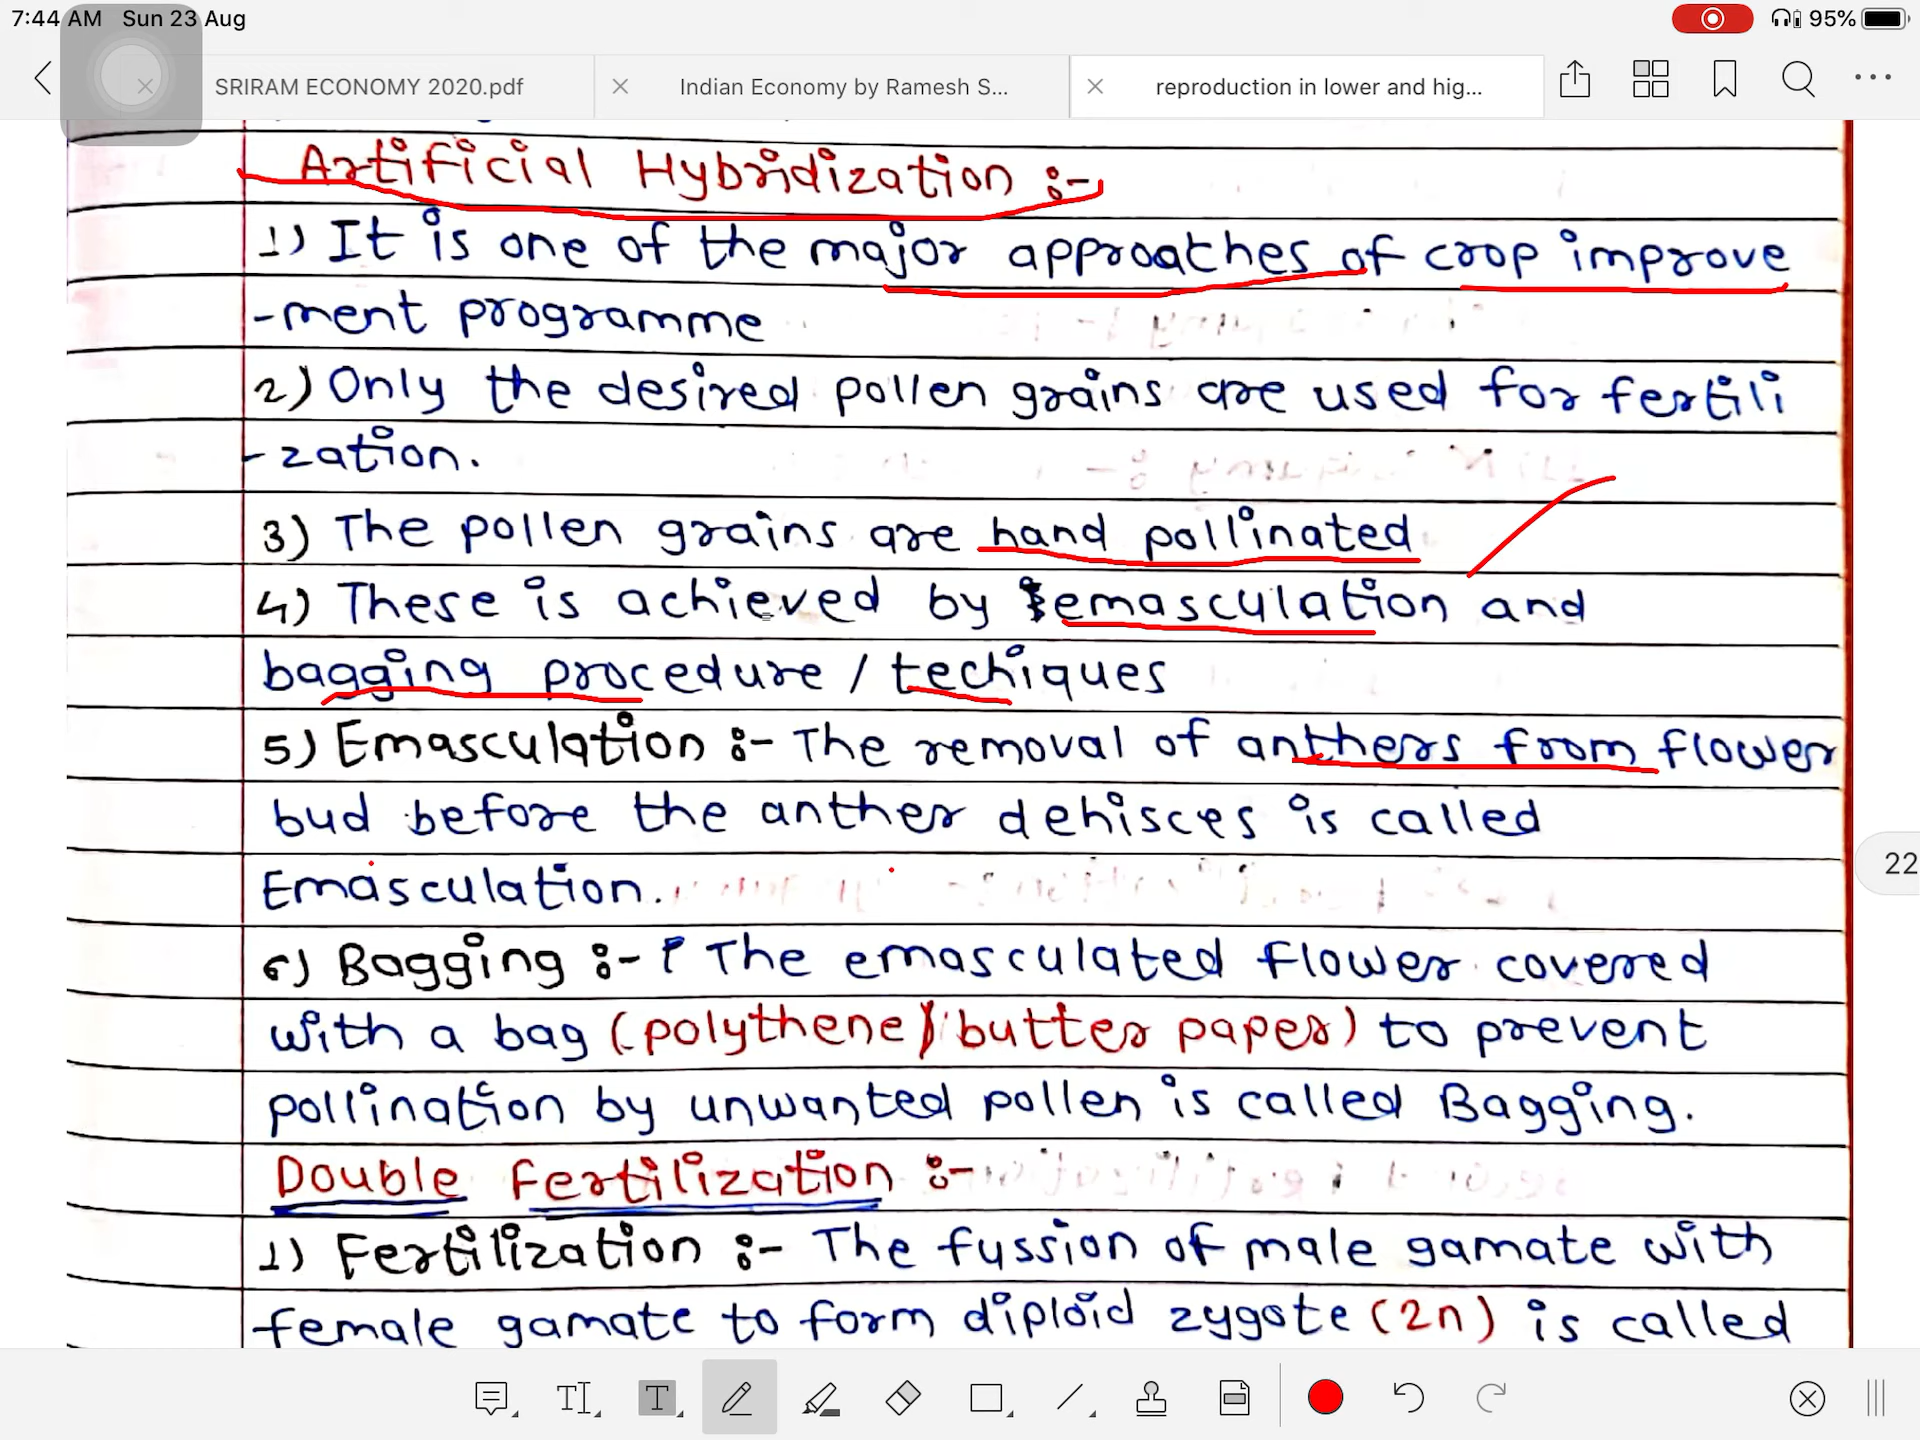 7:44 AM Sun 23 Aug
95%
SRIRAM ECONOMY 2020.pdf
Indian Economy by Ramesh S...
reproduction in lower and hig...
Artificial Hybridization :-
1) It is one of the major approaches of crop improve
-ment programme
2) Only the desired pollen grains are used for fertili
-zation.
3) The pollen grains are hand pollinated
4) These is achieved by emasculation and
bagging procedure / techiques
5) Emasculation :- The removal of anthers from flower
bud before the anther dehisces is called
Emasculation.
22
6) Bagging :- The emasculated flower covered
with a bag (polythene / butter paper) to prevent
pollination by unwanted pollen is called Bagging.
Double Fertilization :-
1) Fertilization :- The fussion of male gamate with
female gamate to form diploid zygote (2n) is called